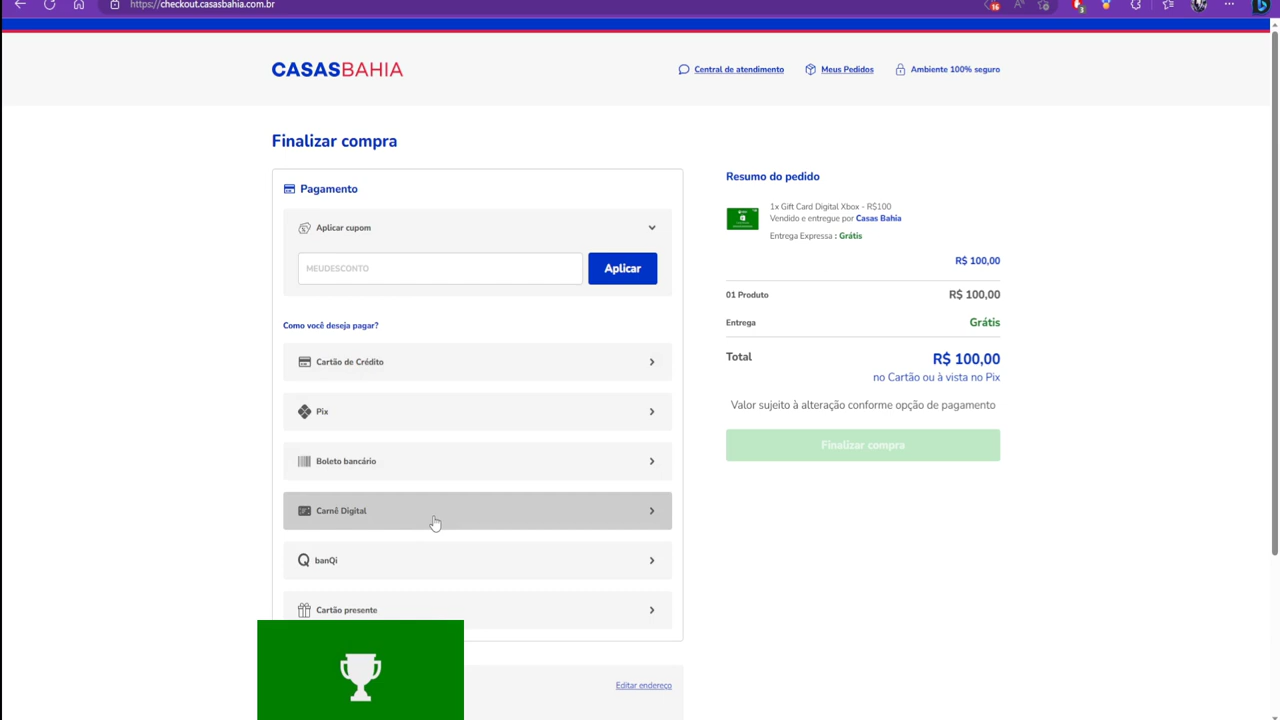 https://checkout.casasbahia.com.br
16
CASASBAHIA
Central de atendimento
Meus Pedidos
Ambiente 100% seguro
Finalizar compra
Pagamento
Aplicar cupom
MEUDESCONTO
Aplicar
Como você deseja pagar?
Cartão de Crédito
Pix
Boleto bancário
Carnê Digital
banQi
Cartão presente
Editar endereço
Resumo do pedido
1x Gift Card Digital Xbox - R$100
Vendido e entregue por Casas Bahia
Entrega Expressa : Grátis
R$ 100,00
01 Produto R$ 100,00
Entrega Grátis
Total R$ 100,00
no Cartão ou à vista no Pix
Valor sujeito à alteração conforme opção de pagamento
Finalizar compra